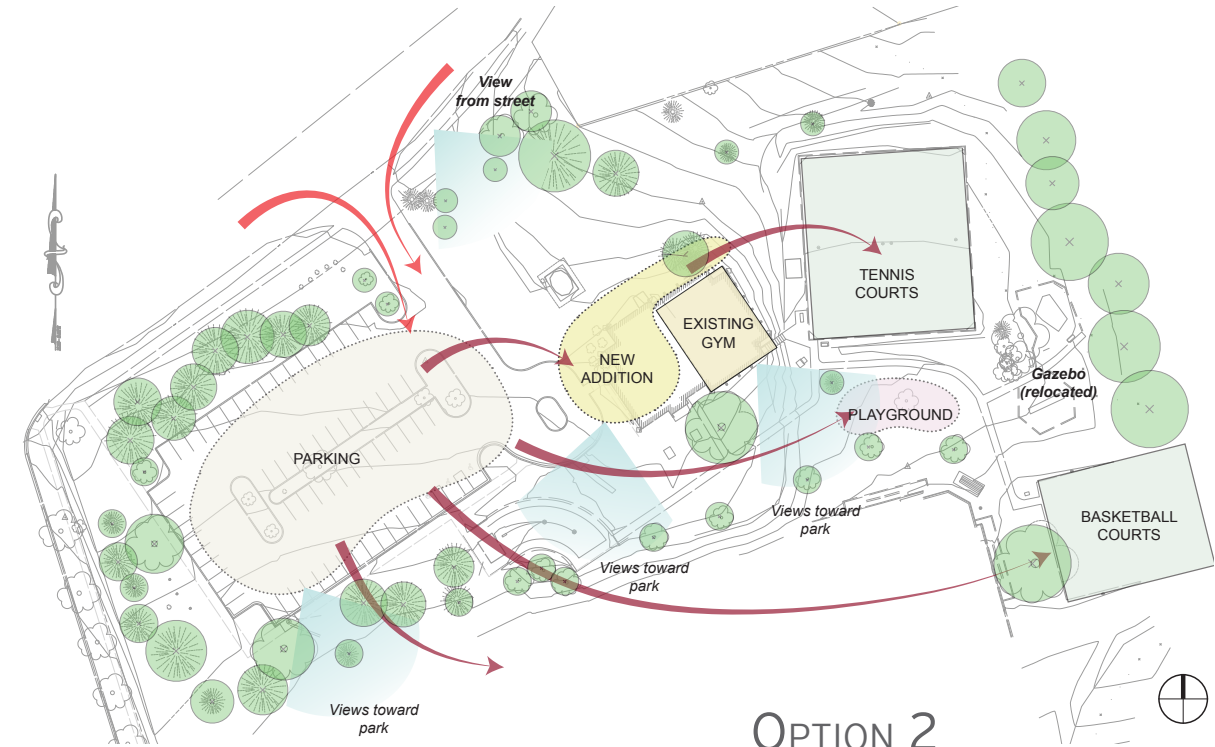 View
from street
TENNIS
COURTS
EXISTING
GYM
NEW
ADDITION
Gazebo
(relocated)
PLAYGROUND
PARKING
Views toward
park
BASKETBALL
COURTS
Views toward
park
Views toward
park
OPTION 2